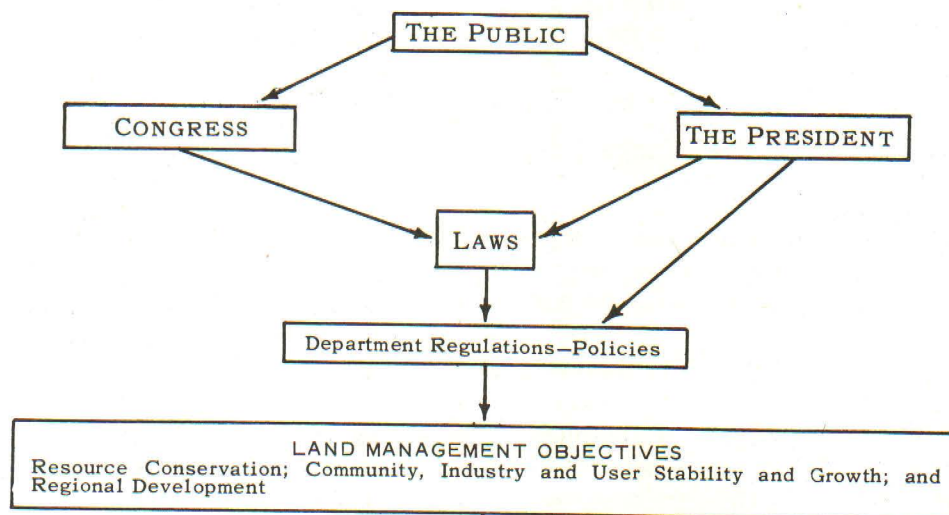 THE PUBLIC
CONGRESS
THE PRESIDENT
LAWS
Department Regulations—Policies
LAND MANAGEMENT OBJECTIVES
Resource Conservation; Community, Industry and User Stability and Growth; and
Regional Development